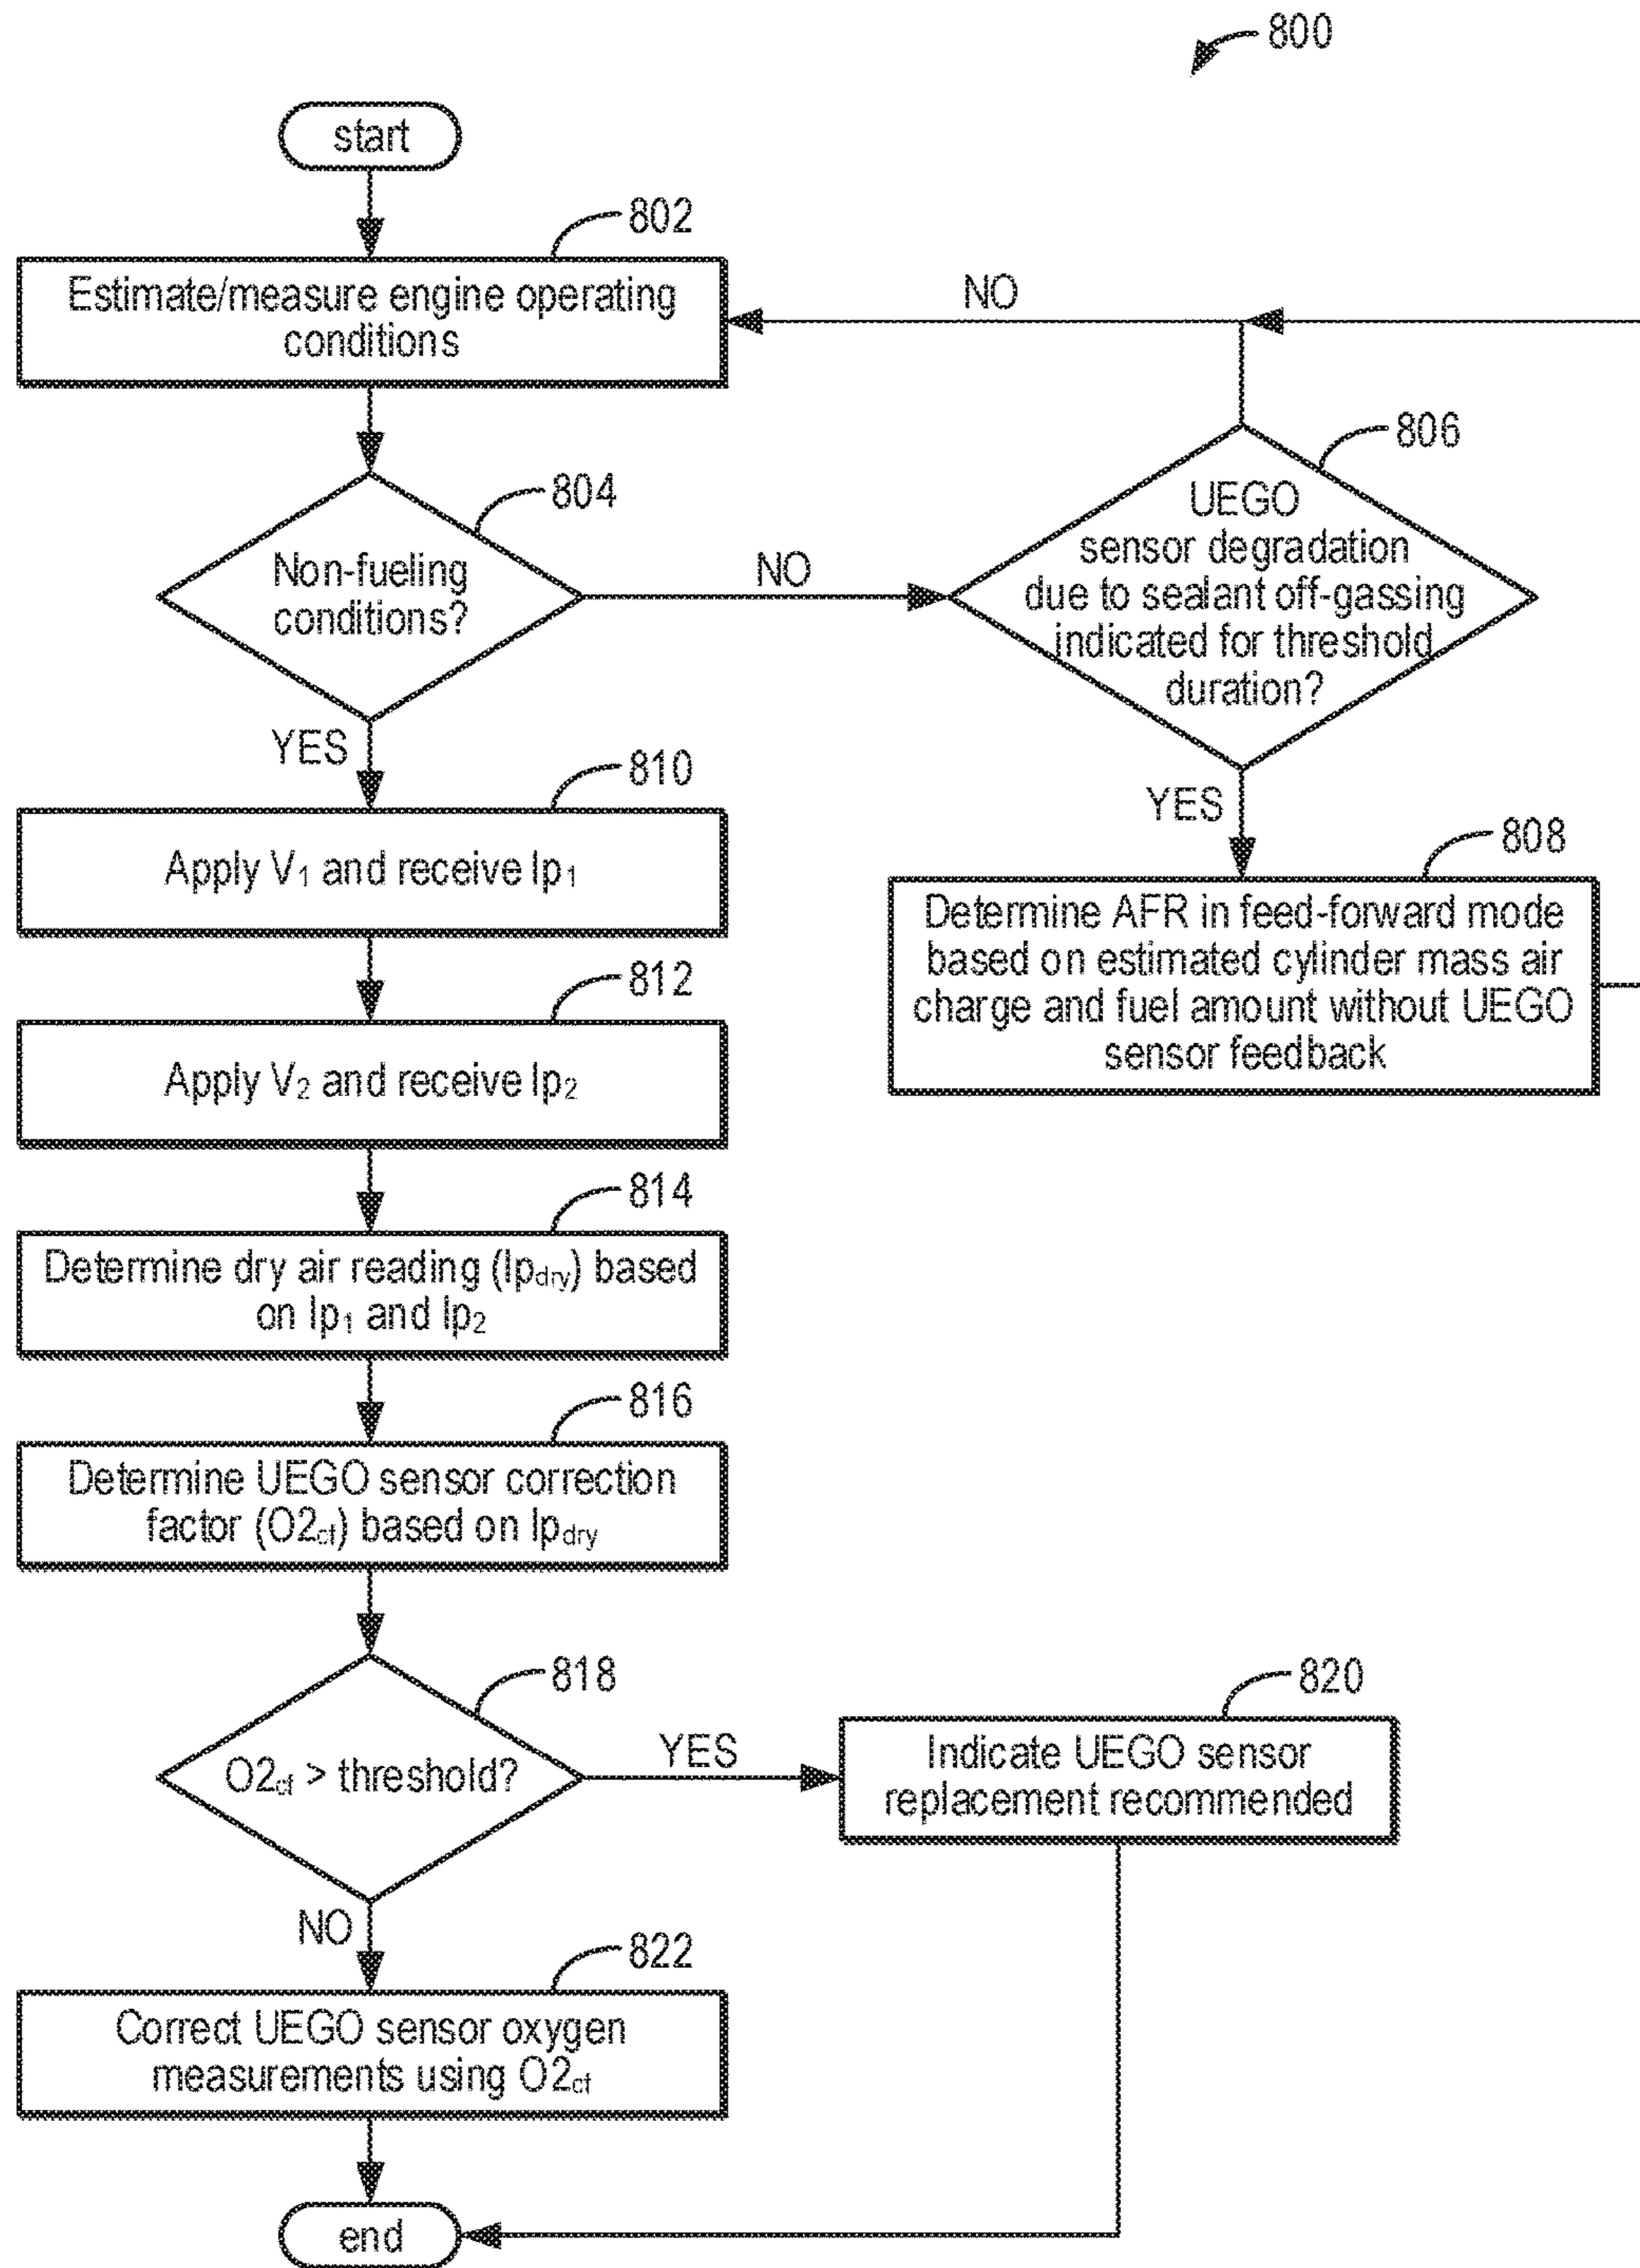 800
start
802
Estimate/measure engine operating
conditions
NO
804
Non-fueling
conditions?
NO
806
UEGO
sensor degradation
due to sealant off-gassing
indicated for threshold
duration?
YES
YES
808
Determine AFR in feed-forward mode
based on estimated cylinder mass air
charge and fuel amount without UEGO
sensor feedback
810
Apply V₁ and receive Ip₁
812
Apply V₂ and receive Ip₂
814
Determine dry air reading (Ip_dry) based
on Ip₁ and Ip₂
816
Determine UEGO sensor correction
factor (O2_cf) based on Ip_dry
818
O2_cf > threshold?
YES
820
Indicate UEGO sensor
replacement recommended
NO
822
Correct UEGO sensor oxygen
measurements using O2_cf
end